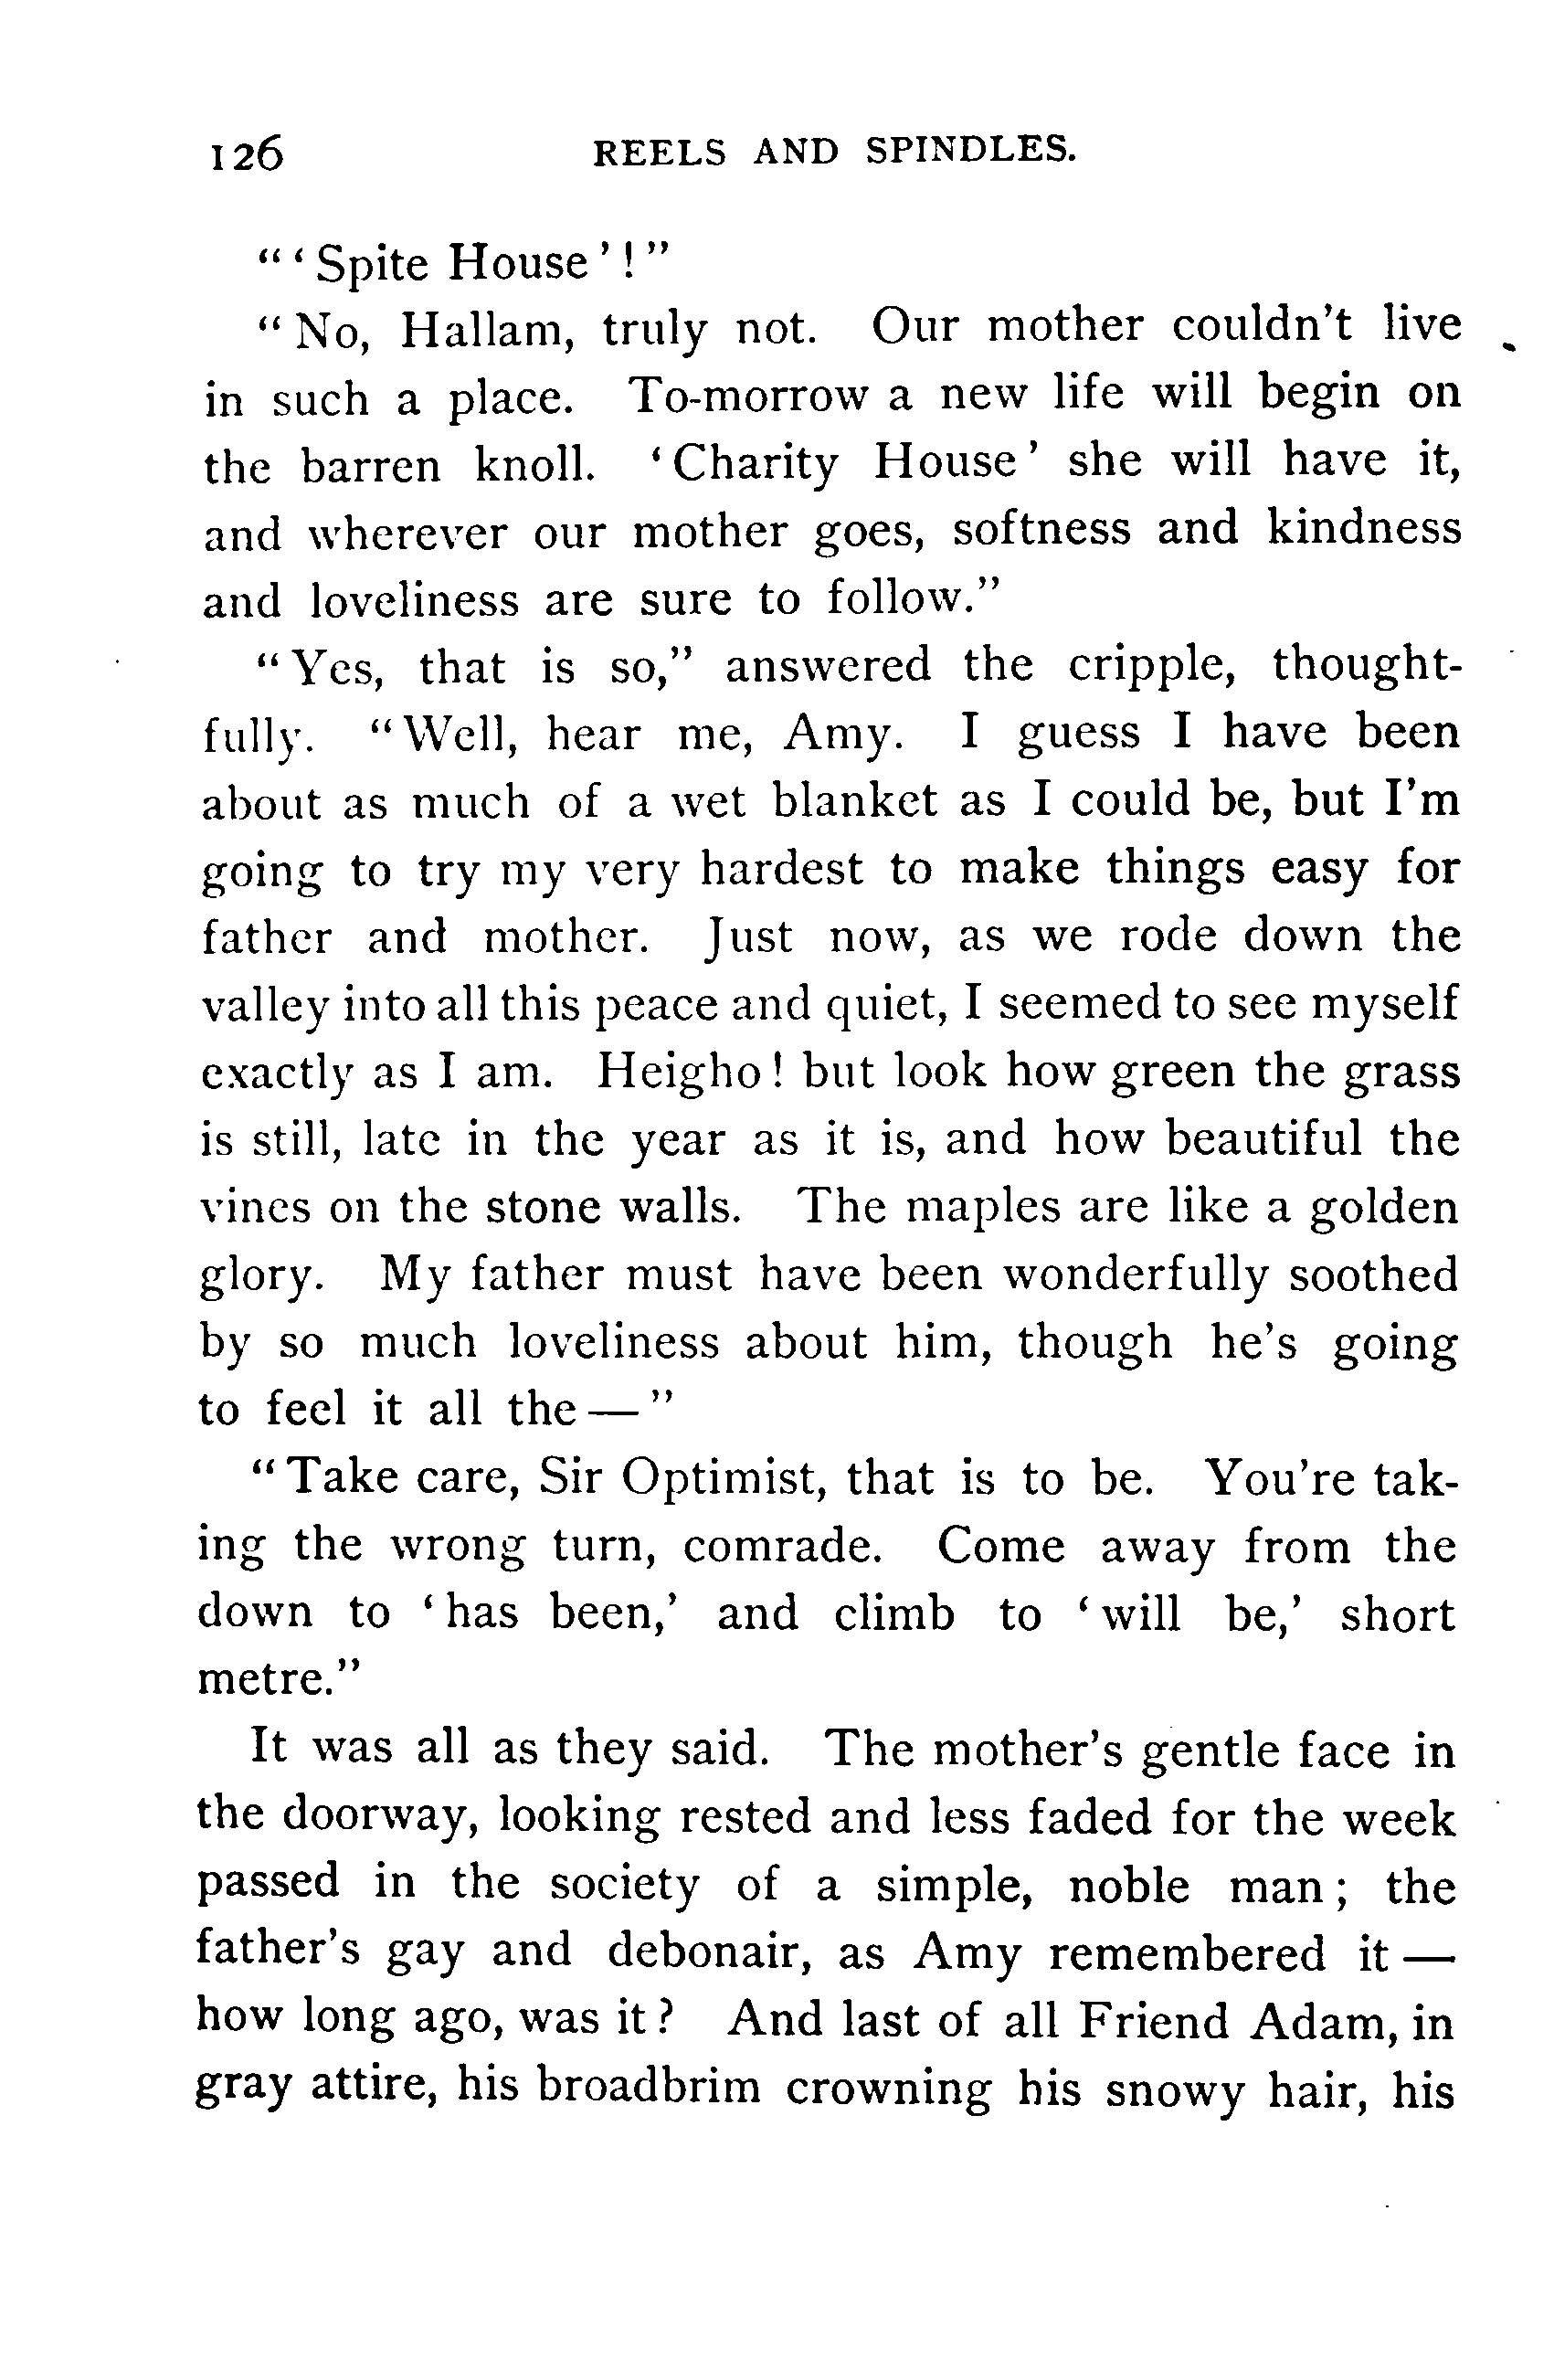 126 REELS AND SPINDLES.
“ ‘ Spite House ’ ! ”
“ No, Hallam, truly not. Our mother couldn’t live
in such a place. To-morrow a new life will begin on
the barren knoll. ‘ Charity House ’ she will have it,
and wherever our mother goes, softness and kindness
and loveliness are sure to follow.”
“ Yes, that is so,” answered the cripple, thought-
fully. “ Well, hear me, Amy. I guess I have been
about as much of a wet blanket as I could be, but I’m
going to try my very hardest to make things easy for
father and mother. Just now, as we rode down the
valley into all this peace and quiet, I seemed to see myself
exactly as I am. Heigho ! but look how green the grass
is still, late in the year as it is, and how beautiful the
vines on the stone walls. The maples are like a golden
glory. My father must have been wonderfully soothed
by so much loveliness about him, though he’s going
to feel it all the — ”
“ Take care, Sir Optimist, that is to be. You’re tak-
ing the wrong turn, comrade. Come away from the
down to ‘ has been,’ and climb to ‘ will be,’ short
metre.”
It was all as they said. The mother’s gentle face in
the doorway, looking rested and less faded for the week
passed in the society of a simple, noble man ; the
father’s gay and debonair, as Amy remembered it —
how long ago, was it ? And last of all Friend Adam, in
gray attire, his broadbrim crowning his snowy hair, his